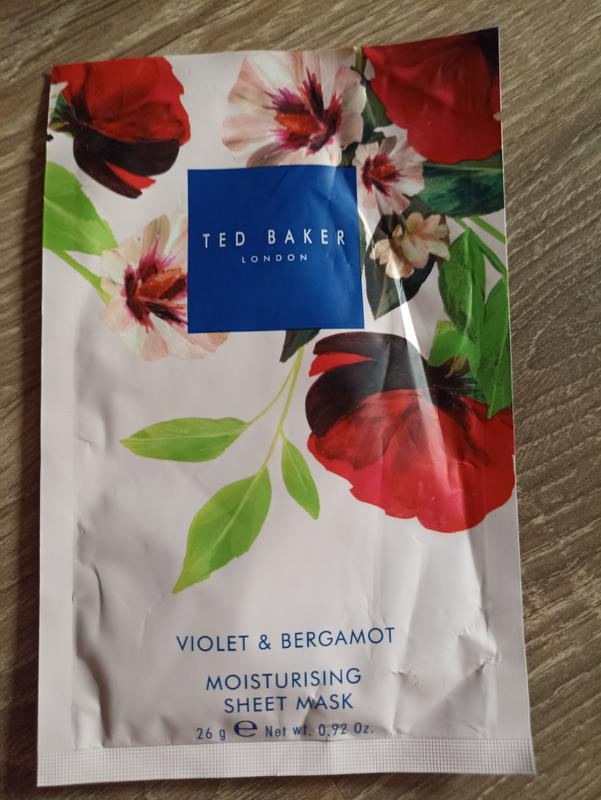 TED BAKER
LONDON
VIOLET & BERGAMOT
MOISTURISING
SHEET MASK
26 g ℮ Net wt. 0.92 Oz.